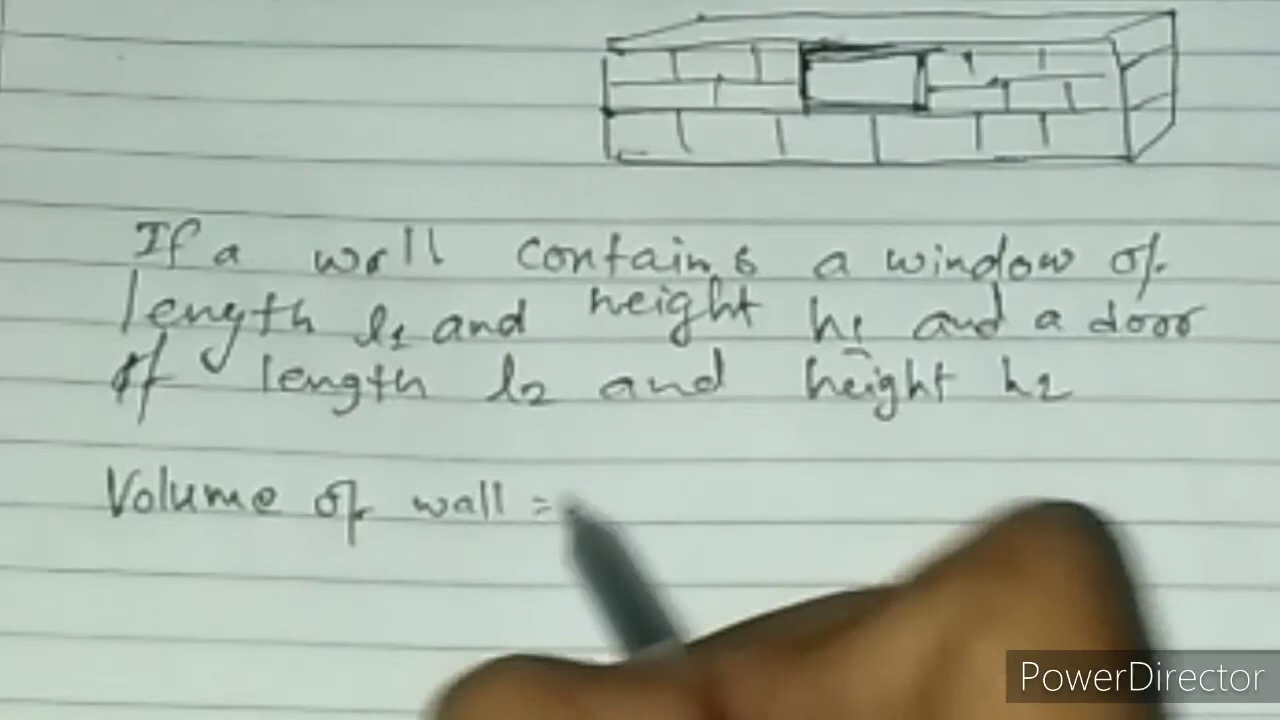 If a wall contains a window of
length l1 and height h1 and a door
of length l2 and height h2
Volume of wall =
PowerDirector